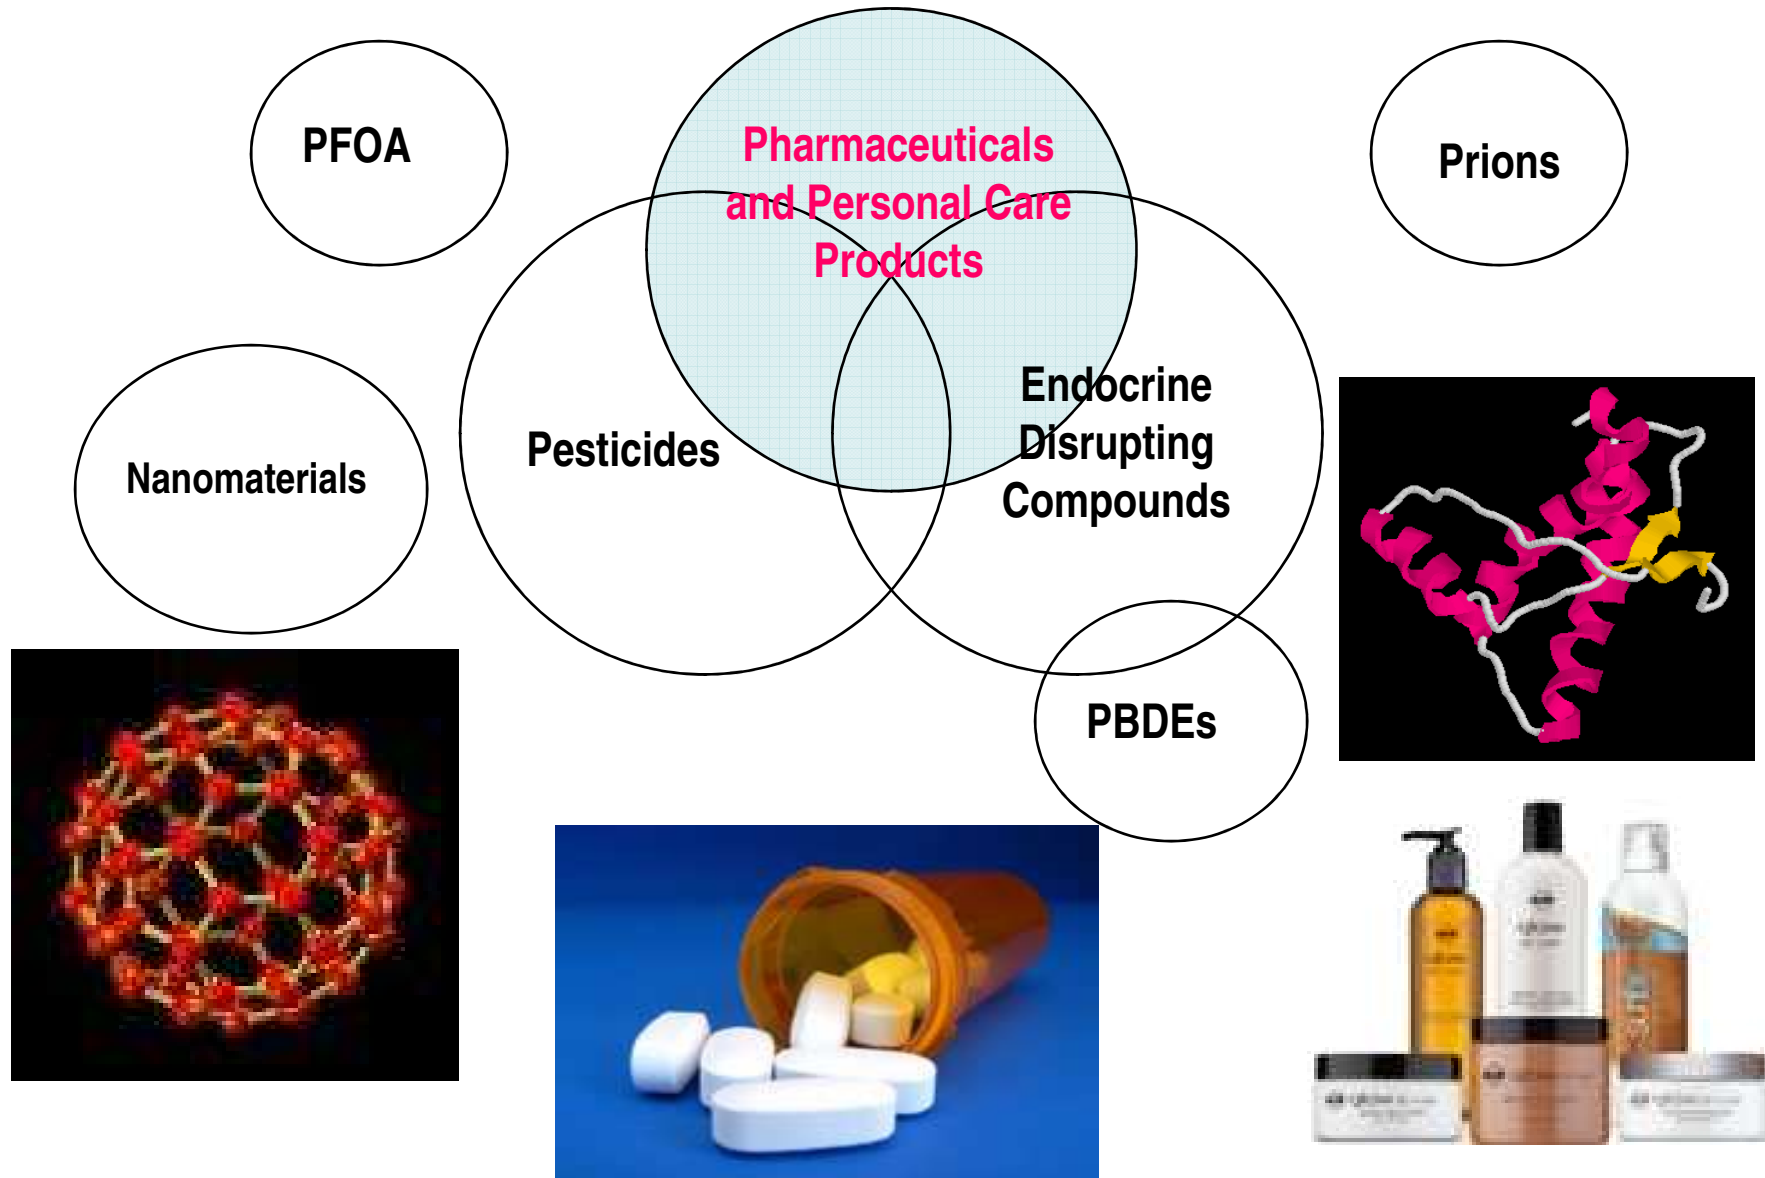 PFOA
Pharmaceuticals
and Personal Care
Products
Prions
Nanomaterials
Pesticides
Endocrine
Disrupting
Compounds
PBDEs